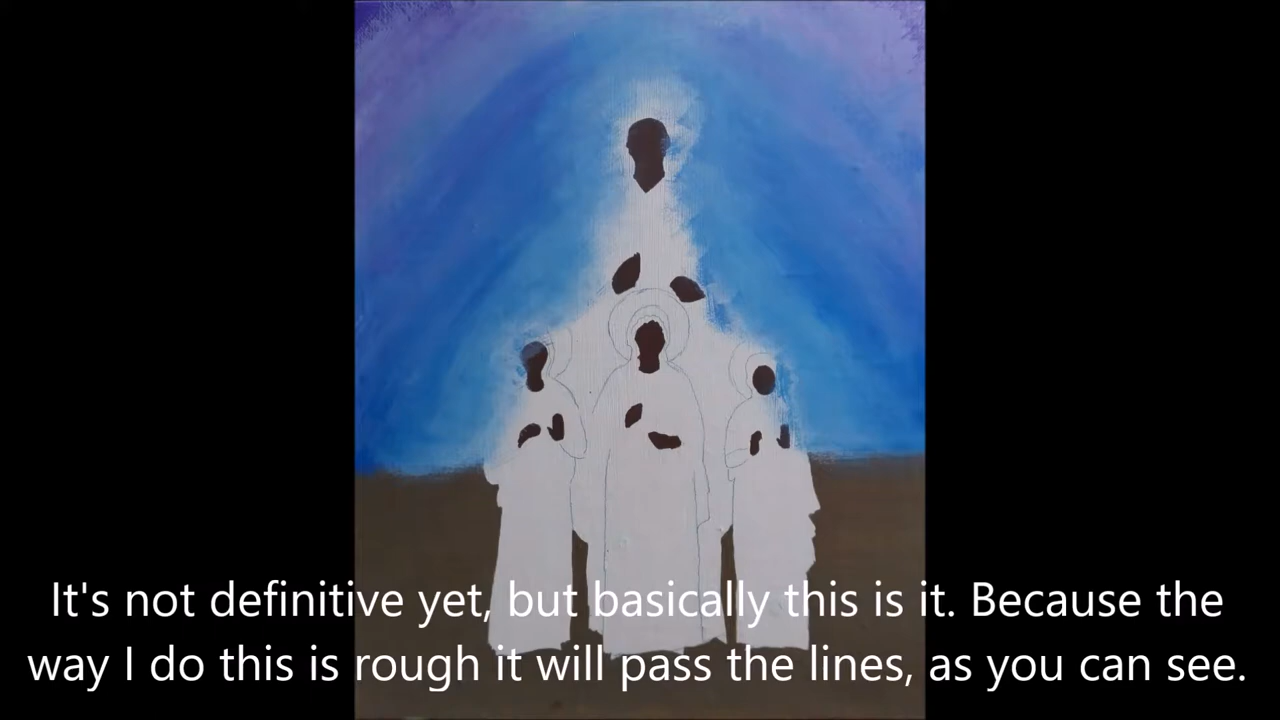 It's not definitive yet, but basically this is it. Because the
way I do this is rough it will pass the lines, as you can see.